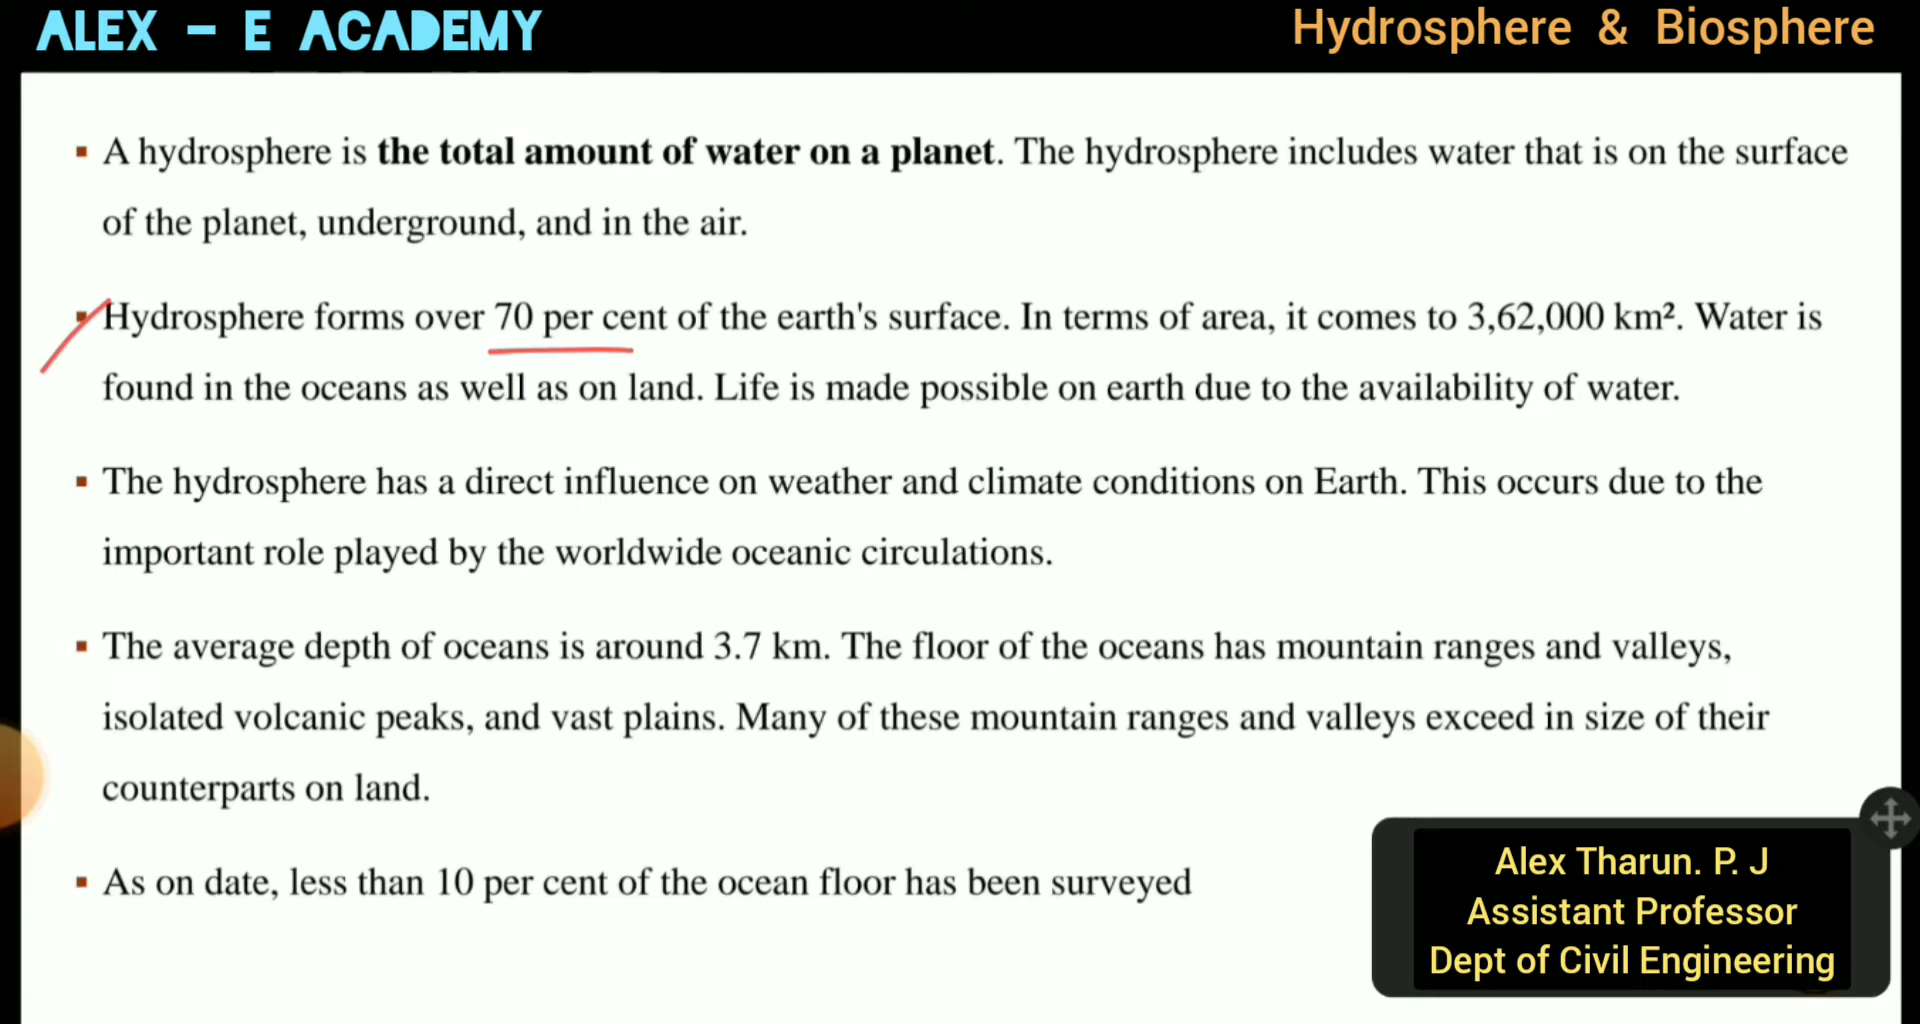 ALEX – E ACADEMY
Hydrosphere & Biosphere
▪ A hydrosphere is the total amount of water on a planet. The hydrosphere includes water that is on the surface
of the planet, underground, and in the air.
▪ Hydrosphere forms over 70 per cent of the earth's surface. In terms of area, it comes to 3,62,000 km². Water is
found in the oceans as well as on land. Life is made possible on earth due to the availability of water.
▪ The hydrosphere has a direct influence on weather and climate conditions on Earth. This occurs due to the
important role played by the worldwide oceanic circulations.
▪ The average depth of oceans is around 3.7 km. The floor of the oceans has mountain ranges and valleys,
isolated volcanic peaks, and vast plains. Many of these mountain ranges and valleys exceed in size of their
counterparts on land.
▪ As on date, less than 10 per cent of the ocean floor has been surveyed
Alex Tharun. P. J
Assistant Professor
Dept of Civil Engineering